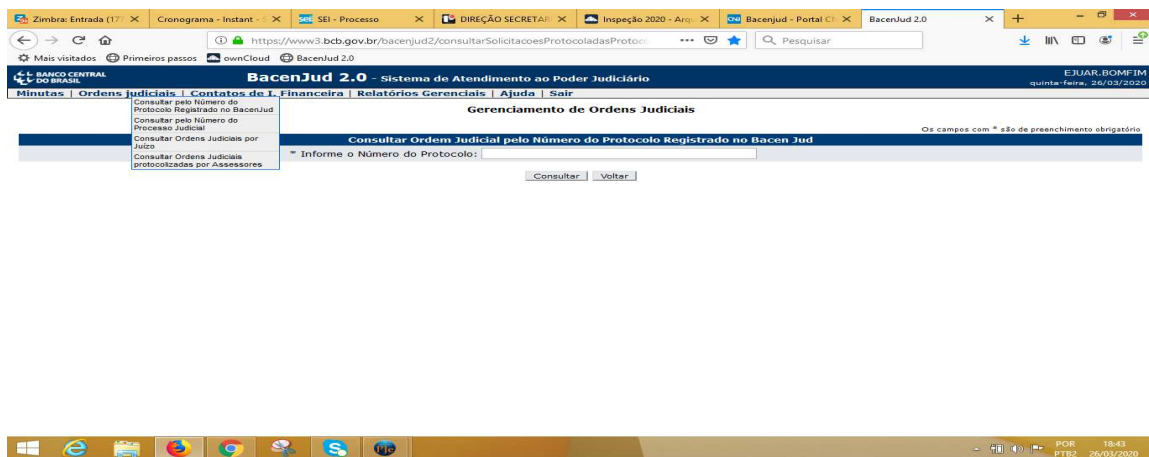 Zimbra: Entrada (17 Cronograma - Instant - S SEI - Processo DIREÇÃO SECRETAR Inspeção 2020 - Arq Bacenjud - Portal C BacenJud 2.0
https://www3.bcb.gov.br/bacenjud2/consultarSolicitacoesProtocoladasProtoc Pesquisar
Mais visitados Primeiros passos ownCloud BacenJud 2.0
BANCO CENTRAL DO BRASIL
BacenJud 2.0 - Sistema de Atendimento ao Poder Judiciário
EJUAR.BOMFIM
quinta-feira, 26/03/2020
Minutas | Ordens judiciais | Contatos de I. Financeira | Relatórios Gerenciais | Ajuda | Sair
Consultar pelo Número do
Protocolo Registrado no BacenJud
Consultar pelo Número do
Processo Judicial
Consultar Ordens Judiciais por
Juízo
Consultar Ordens Judiciais
protocolizadas por Assessores
Gerenciamento de Ordens Judiciais
Os campos com * são de preenchimento obrigatório
Consultar Ordem Judicial pelo Número do Protocolo Registrado no Bacen Jud
* Informe o Número do Protocolo:
Consultar Voltar
POR 18:43
PTB2 26/03/2020